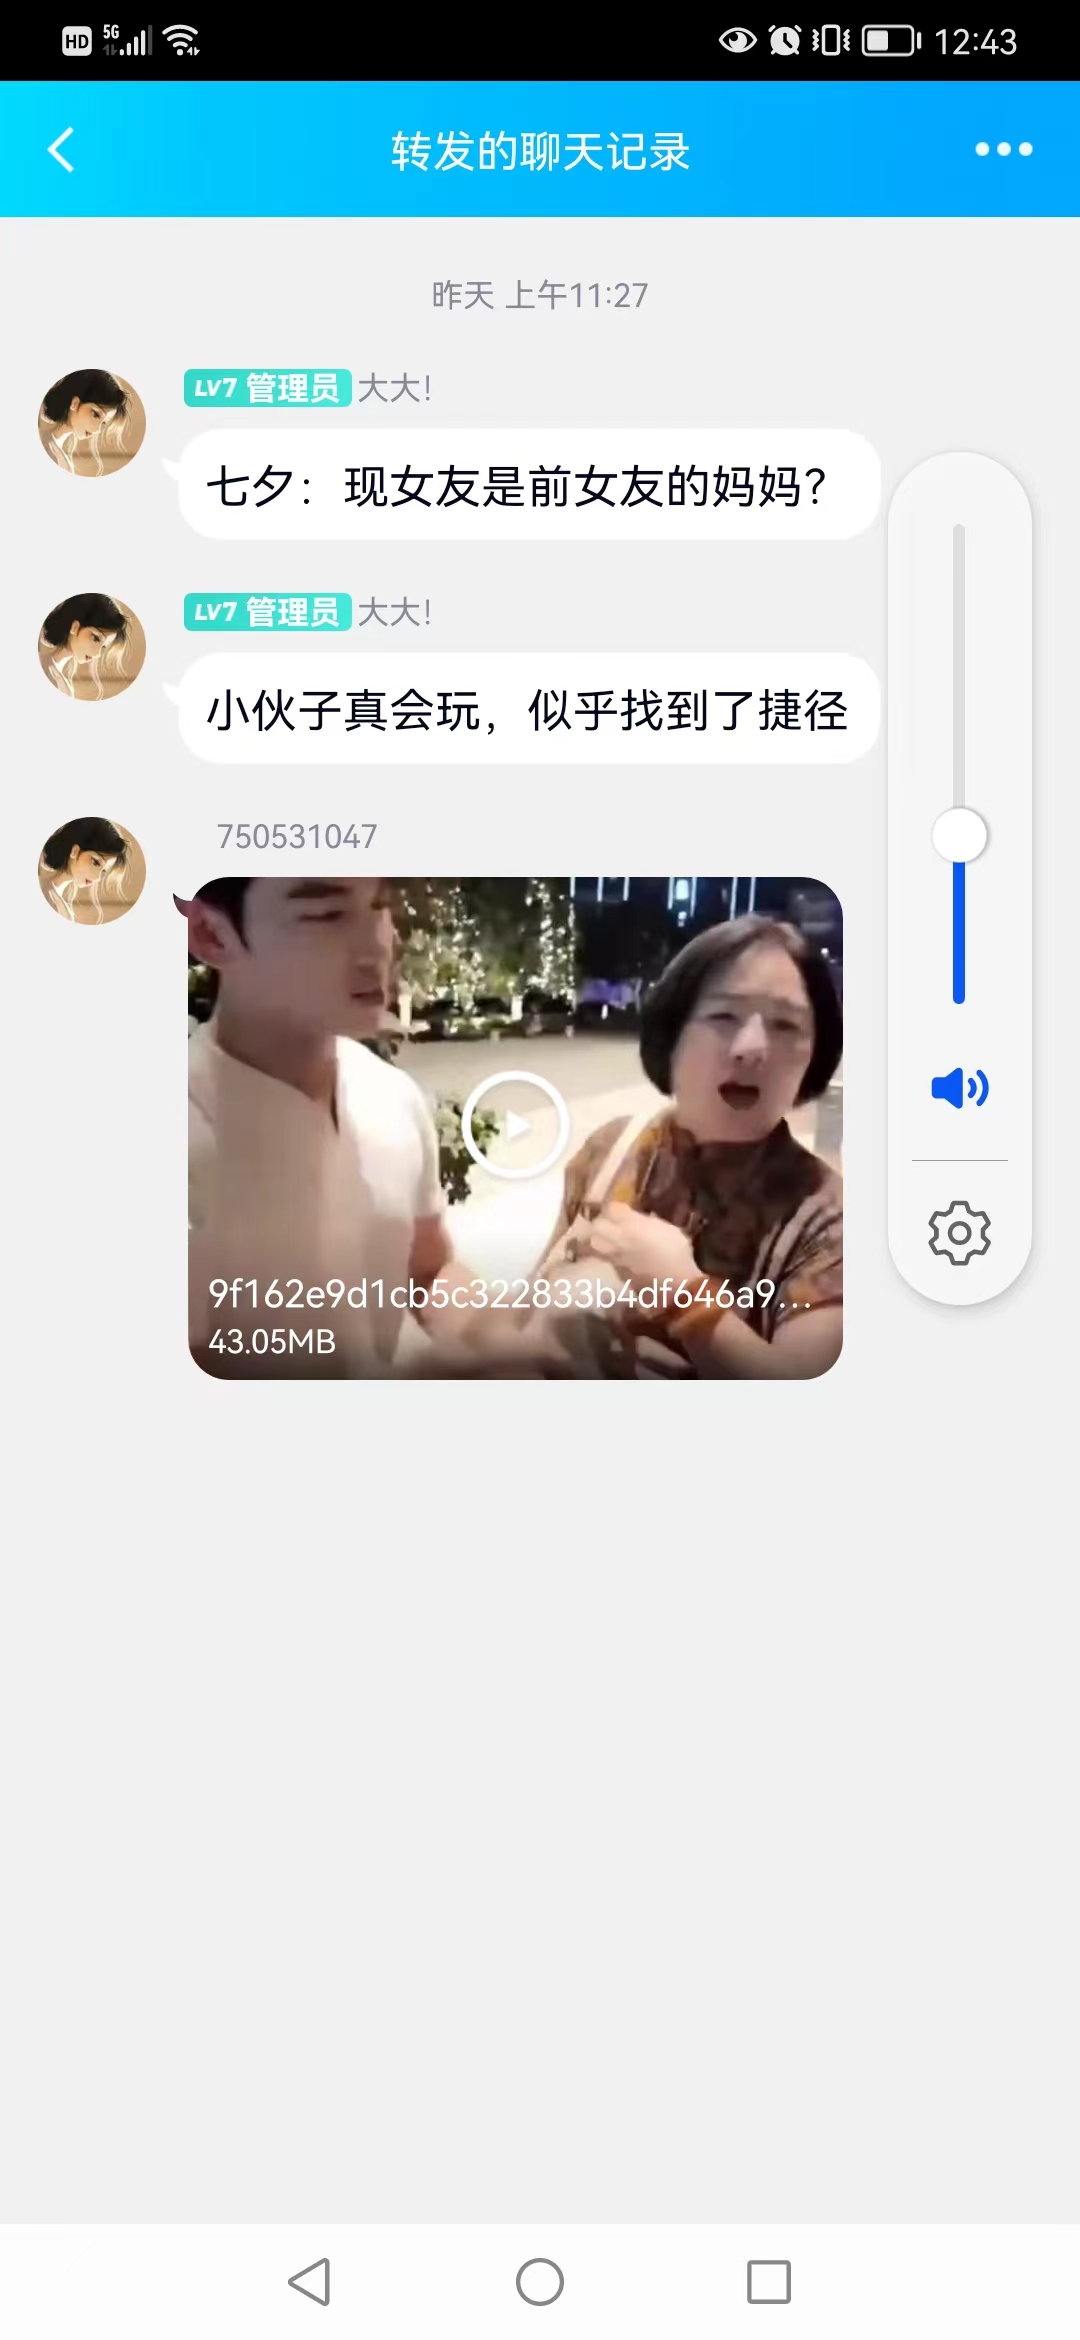 HD 5G 12:43
转发的聊天记录
昨天 上午11:27
LV7 管理员 大大!
七夕：现女友是前女友的妈妈？
LV7 管理员 大大!
小伙子真会玩，似乎找到了捷径
750531047
9f162e9d1cb5c322833b4df646a9...
43.05MB